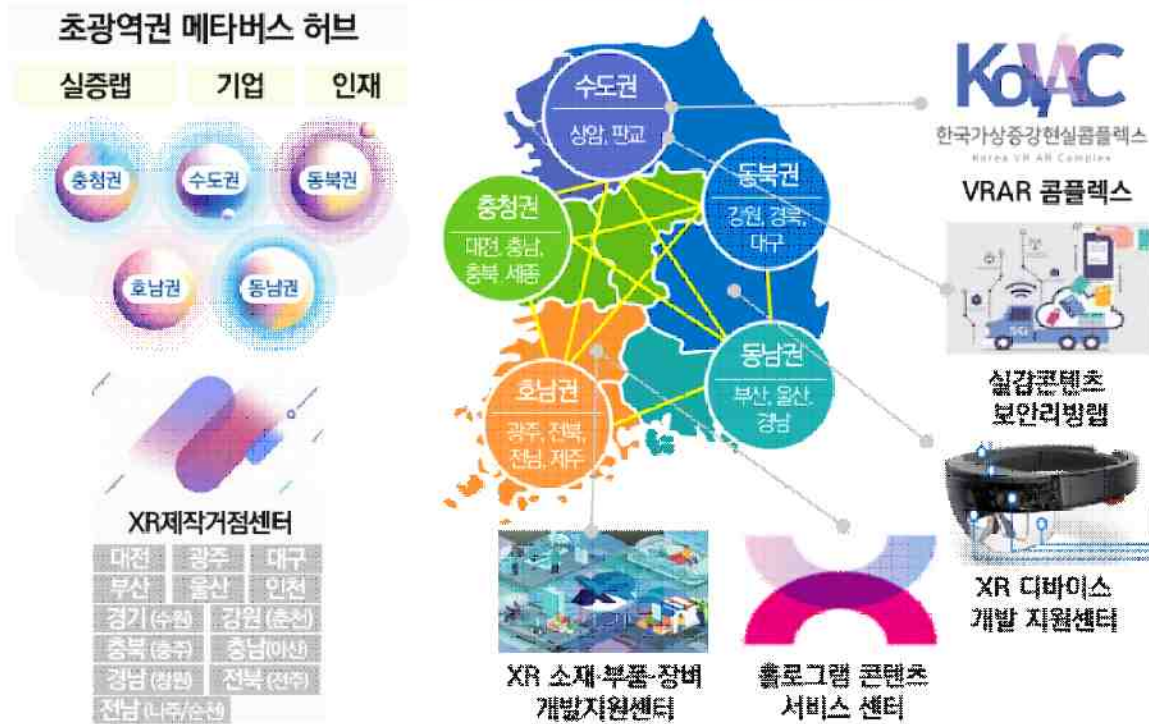 초광역권 메타버스 허브
실증랩 기업 인재
충청권 수도권 동북권
호남권 동남권
XR제작거점센터
대전 광주 대구
부산 울산 인천
경기 (수원) 강원 (춘천)
충북 (충주) 충남(아산)
경남 (창원) 전북 (전주)
전남 (나주/순천)
수도권
상암, 판교
충청권
대전, 충남,
충북, 세종
동북권
강원, 경북,
대구
호남권
광주, 전북,
전남, 제주
동남권
부산, 울산,
경남
KoVAC
한국가상증강현실콤플렉스
Korea VR AR Complex
VRAR 콤플렉스
5G
실감콘텐츠
보안리빙랩
XR 디바이스
개발 지원센터
XR 소재·부품·장비
개발지원센터
홀로그램 콘텐츠
서비스 센터